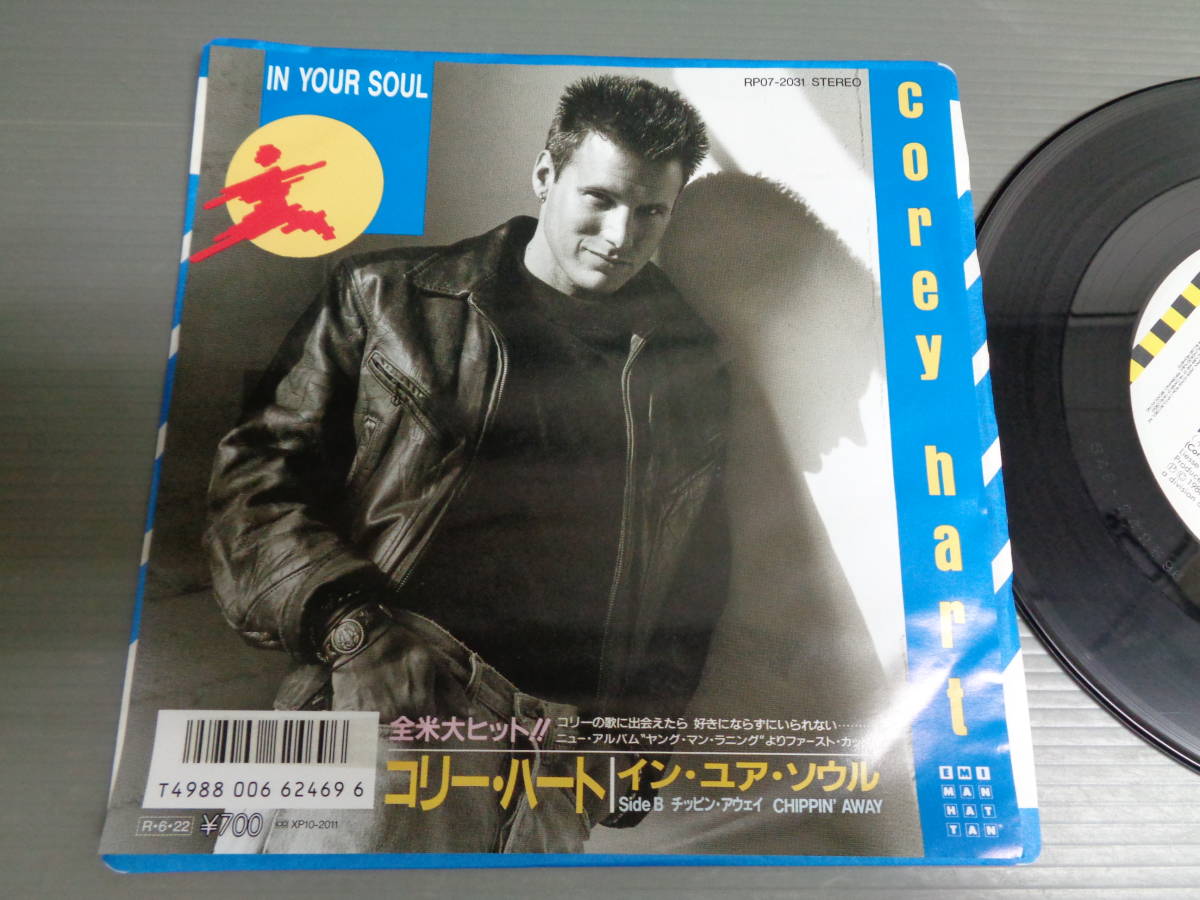 IN YOUR SOUL
RP07-2031 STEREO
corey hart
全米大ヒット!!
コリーの歌に出会えたら 好きにならずにいられない………
ニュー・アルバム"ヤング・マン・ラニング"よりファースト・カッ
コリー・ハート
イン・ユア・ソウル
Side B チッピン・アウェイ CHIPPIN' AWAY
T4988 006 62469 6
R・6・22 ¥700 XP10-2011
EMI
MAN
HAT
TAN